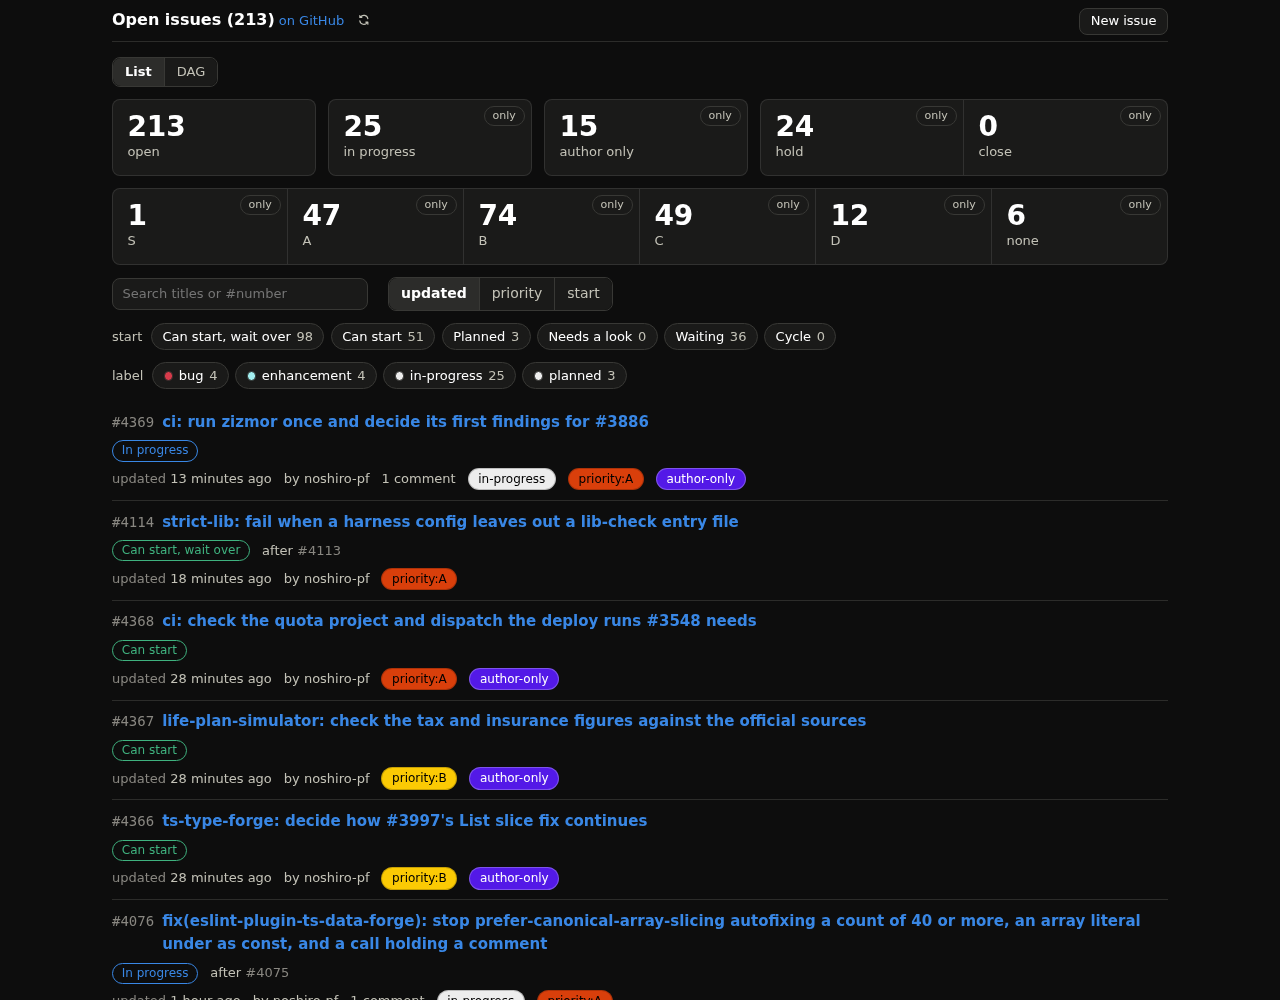 Open issues (213) on GitHub
New issue
List DAG
213 open
25 in progress only
15 author only only
24 hold only
0 close only
1 S only
47 A only
74 B only
49 C only
12 D only
6 none only
Search titles or #number
updated priority start
start Can start, wait over 98 Can start 51 Planned 3 Needs a look 0 Waiting 36 Cycle 0
label bug 4 enhancement 4 in-progress 25 planned 3
#4369 ci: run zizmor once and decide its first findings for #3886
In progress
updated 13 minutes ago by noshiro-pf 1 comment in-progress priority:A author-only
#4114 strict-lib: fail when a harness config leaves out a lib-check entry file
Can start, wait over after #4113
updated 18 minutes ago by noshiro-pf priority:A
#4368 ci: check the quota project and dispatch the deploy runs #3548 needs
Can start
updated 28 minutes ago by noshiro-pf priority:A author-only
#4367 life-plan-simulator: check the tax and insurance figures against the official sources
Can start
updated 28 minutes ago by noshiro-pf priority:B author-only
#4366 ts-type-forge: decide how #3997's List slice fix continues
Can start
updated 28 minutes ago by noshiro-pf priority:B author-only
#4076 fix(eslint-plugin-ts-data-forge): stop prefer-canonical-array-slicing autofixing a count of 40 or more, an array literal
under as const, and a call holding a comment
In progress after #4075
updated 1 hour ago by noshiro-pf 1 comment in-progress priority:A